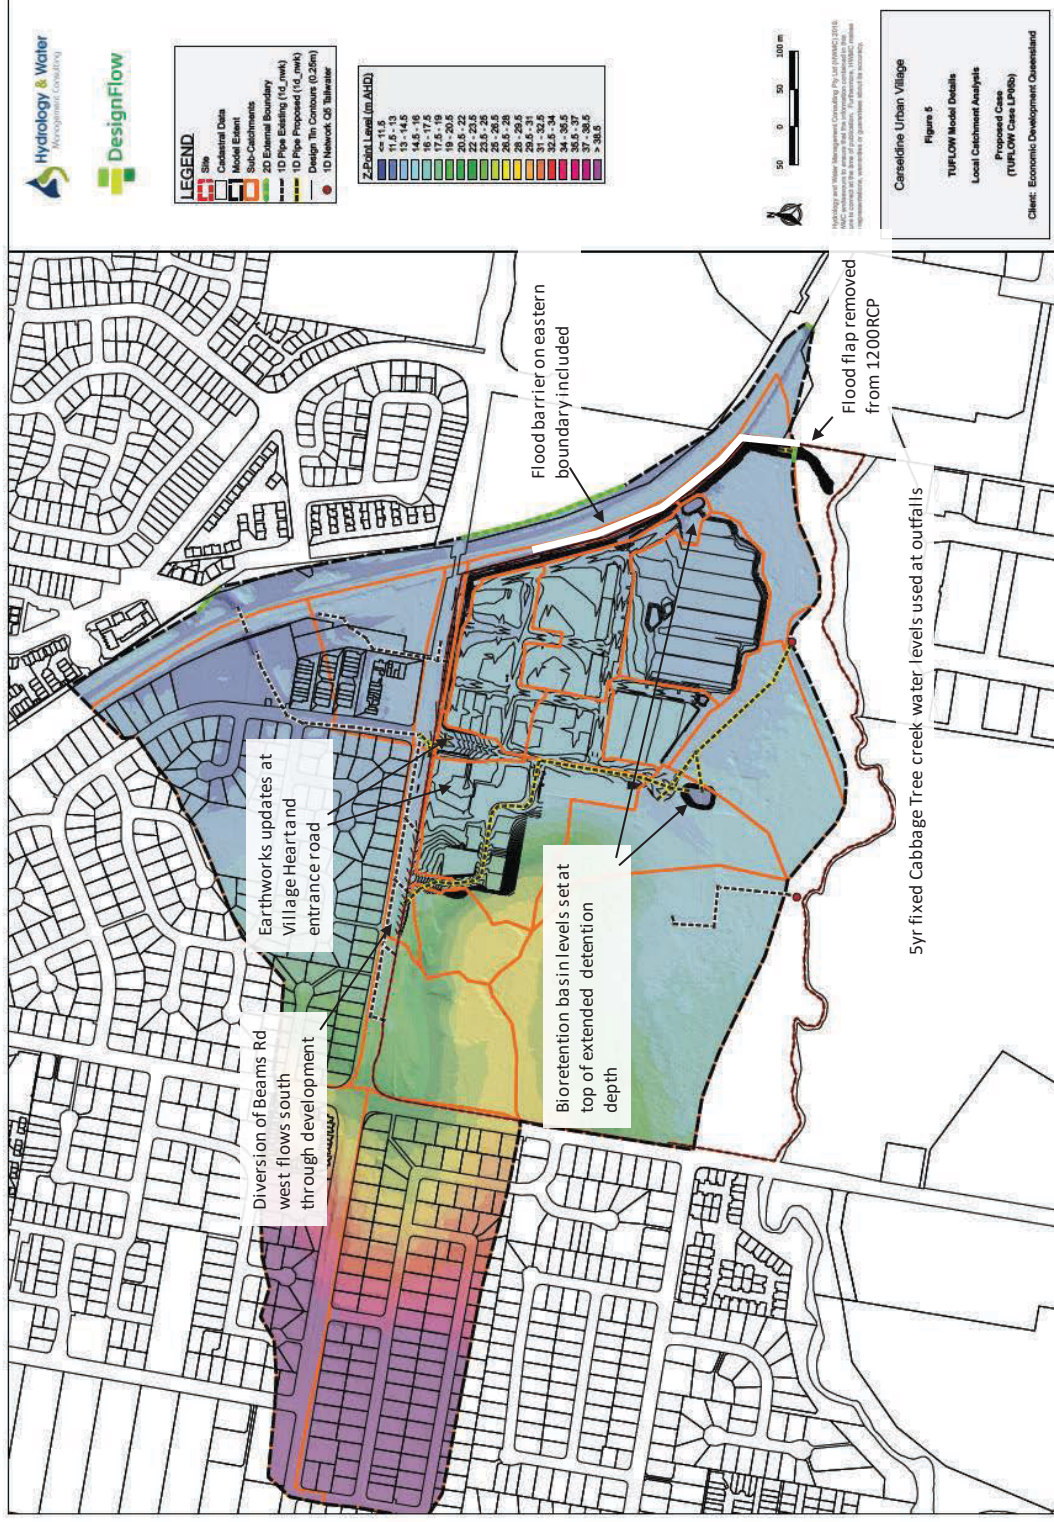 Hydrology & Water
Management Consulting
DesignFlow
LEGEND
Site
Cadastral Data
Model Extent
Sub-Catchments
2D External Boundary
1D Pipe Existing (1d_nwk)
1D Pipe Proposed (1d_nwk)
Design Tin Contours (0.25m)
1D Network Q5 Tailwater
Z-Point Level (m AHD)
<= 11.5
11.5 - 13
13 - 14.5
14.5 - 16
16 - 17.5
17.5 - 19
19 - 20.5
20.5 - 22
22 - 23.5
23.5 - 25
25 - 26.5
26.5 - 28
28 - 29.5
29.5 - 31
31 - 32.5
32.5 - 34
34 - 35.5
35.5 - 37
37 - 38.5
> 38.5
N
50 0 50 100 m
Carseldine Urban Village
Figure 5
TUFLOW Model Details
Local Catchment Analysis
Proposed Case
(TUFLOW Case LP05b)
Client: Economic Development Queensland
Diversion of Beams Rd
west flows south
through development
Earthworks updates at
Village Heart and
entrance road
Flood barrier on eastern
boundary included
Bioretention basin levels set at
top of extended detention
depth
Flood flap removed
from 1200RCP
5yr fixed Cabbage Tree creek water levels used at outfalls